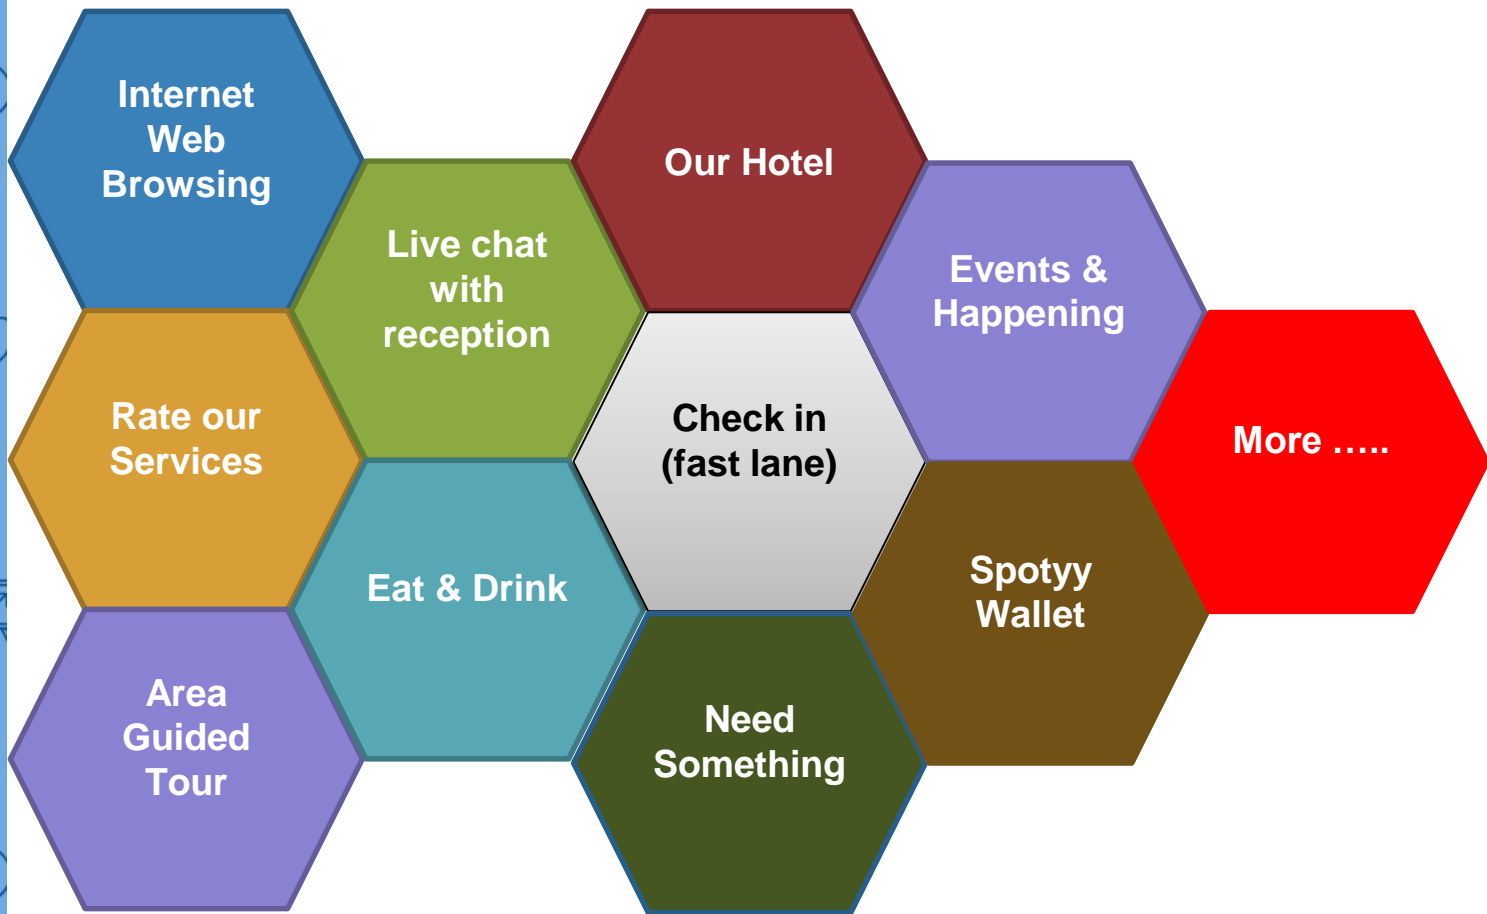 Internet
Web
Browsing
Our Hotel
Live chat
with
reception
Events &
Happening
Rate our
Services
Check in
(fast lane)
More …..
Eat & Drink
Spotyy
Wallet
Area
Guided
Tour
Need
Something